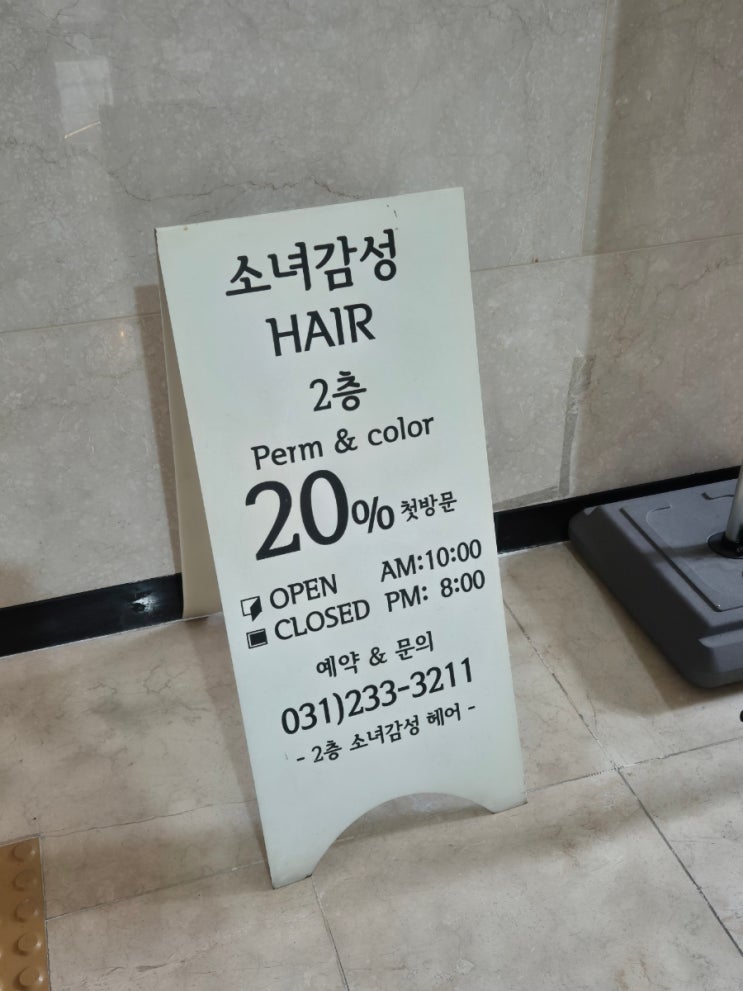 소녀감성
HAIR
2층
Perm & color
20% 첫방문
OPEN AM:10:00
CLOSED PM: 8:00
예약 & 문의
031)233-3211
- 2층 소녀감성 헤어 -